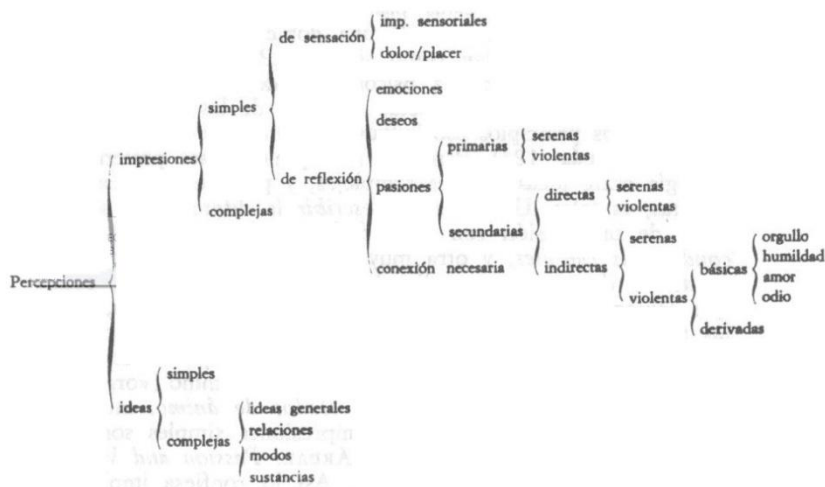 imp. sensoriales
de sensación
dolor/placer
emociones
simples
deseos
primarias
serenas
violentas
impresiones
de reflexión
pasiones
directas
serenas
violentas
complejas
secundarias
serenas
orgullo
conexión necesaria
indirectas
básicas
humildad
Percepciones
amor
violentas
odio
derivadas
simples
ideas
ideas generales
complejas
relaciones
modos
sustancias